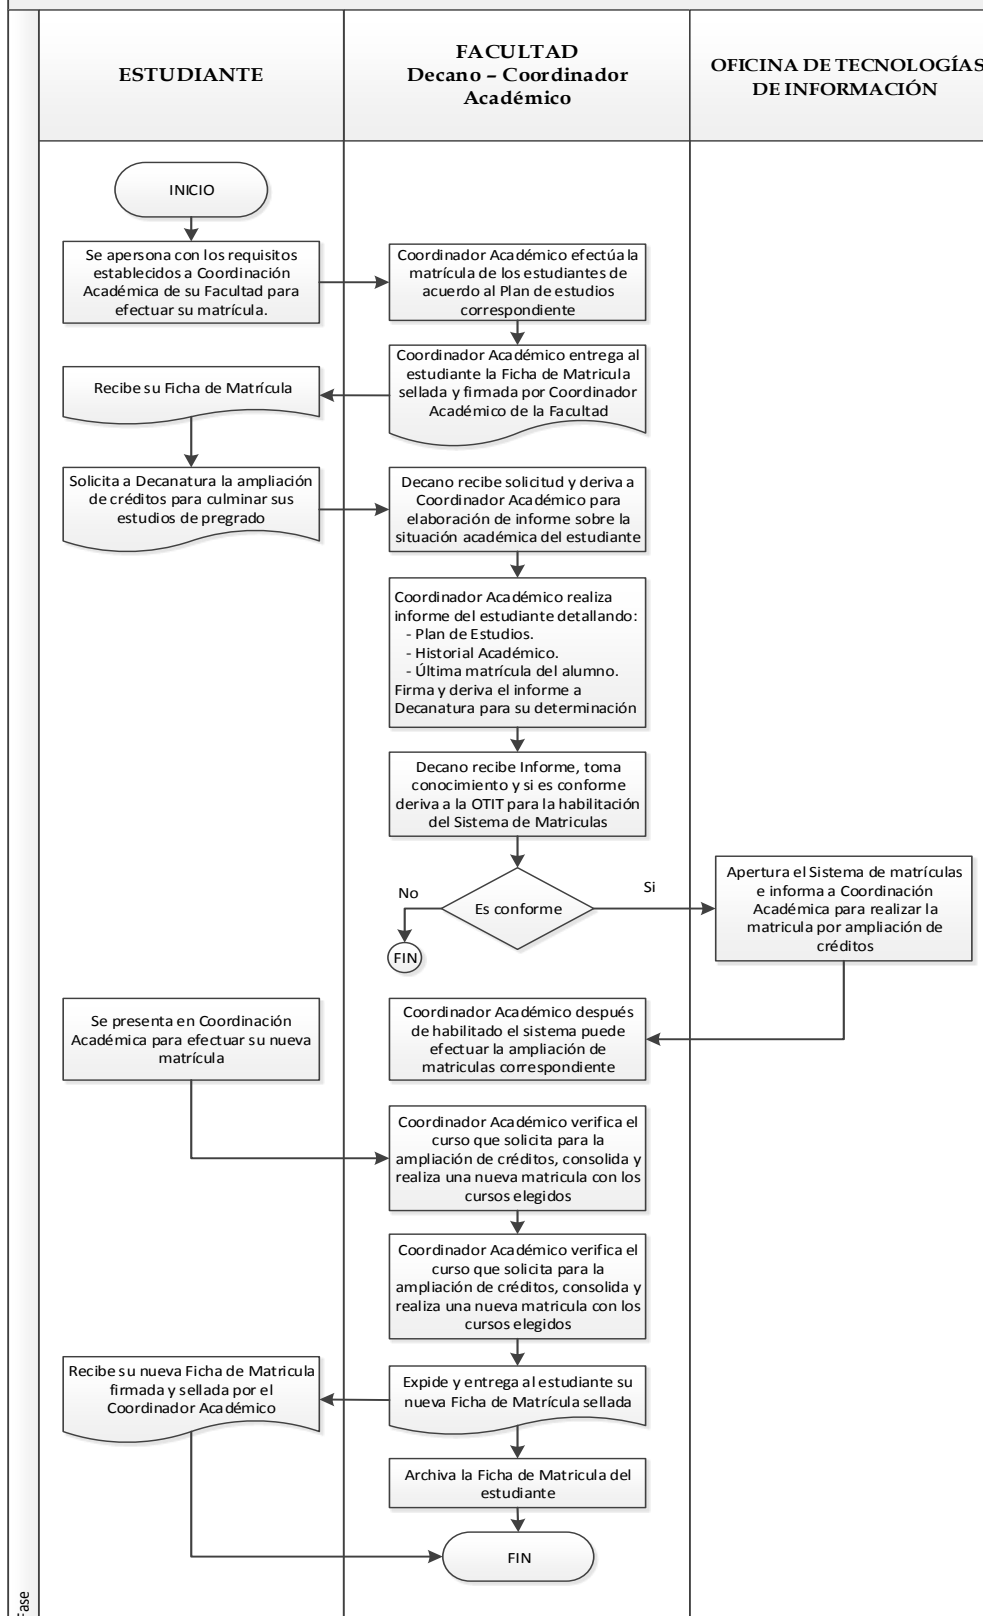 ESTUDIANTE
FACULTAD
Decano – Coordinador
Académico
OFICINA DE TECNOLOGÍAS
DE INFORMACIÓN
INICIO
Se apersona con los requisitos
establecidos a Coordinación
Académica de su Facultad para
efectuar su matrícula.
Coordinador Académico efectúa la
matrícula de los estudiantes de
acuerdo al Plan de estudios
correspondiente
Coordinador Académico entrega al
estudiante la Ficha de Matricula
sellada y firmada por Coordinador
Académico de la Facultad
Recibe su Ficha de Matrícula
Solicita a Decanatura la ampliación
de créditos para culminar sus
estudios de pregrado
Decano recibe solicitud y deriva a
Coordinador Académico para
elaboración de informe sobre la
situación académica del estudiante
Coordinador Académico realiza
informe del estudiante detallando:
- Plan de Estudios.
- Historial Académico.
- Última matrícula del alumno.
Firma y deriva el informe a
Decanatura para su determinación
Decano recibe Informe, toma
conocimiento y si es conforme
deriva a la OTIT para la habilitación
del Sistema de Matriculas
Es conforme
No
FIN
Si
Apertura el Sistema de matrículas
e informa a Coordinación
Académica para realizar la
matricula por ampliación de
créditos
Coordinador Académico después
de habilitado el sistema puede
efectuar la ampliación de
matriculas correspondiente
Se presenta en Coordinación
Académica para efectuar su nueva
matrícula
Coordinador Académico verifica el
curso que solicita para la
ampliación de créditos, consolida y
realiza una nueva matricula con los
cursos elegidos
Coordinador Académico verifica el
curso que solicita para la
ampliación de créditos, consolida y
realiza una nueva matricula con los
cursos elegidos
Expide y entrega al estudiante su
nueva Ficha de Matrícula sellada
Recibe su nueva Ficha de Matricula
firmada y sellada por el
Coordinador Académico
Archiva la Ficha de Matricula del
estudiante
FIN
Fase